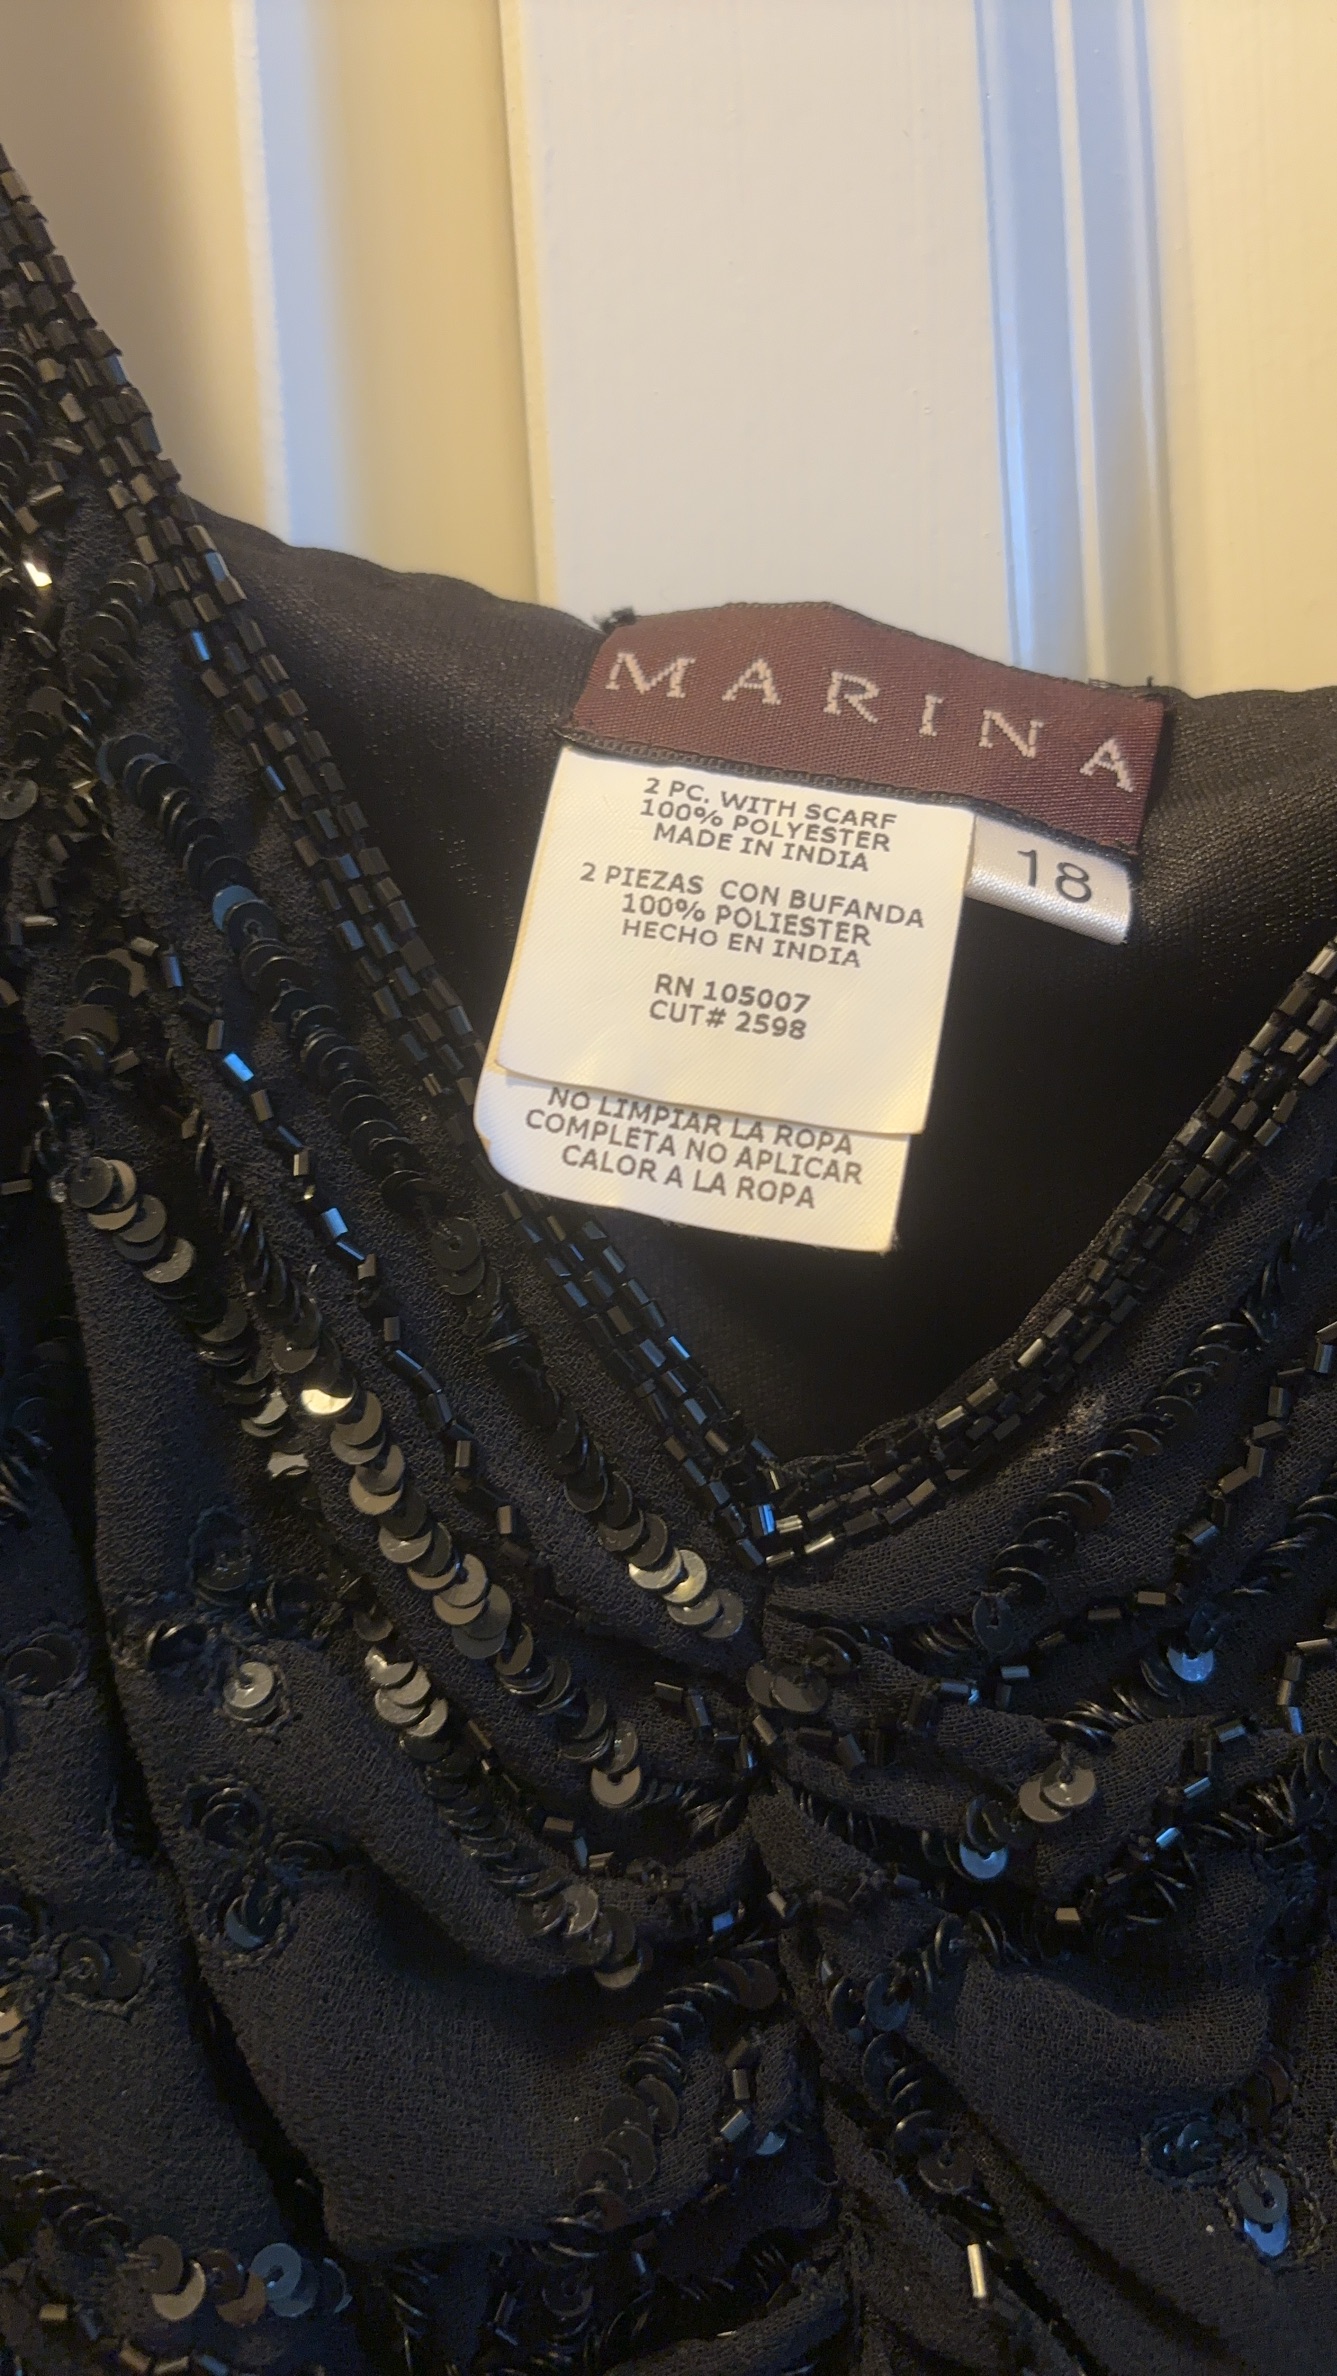 MARINA
18
2 PC. WITH SCARF
100% POLYESTER
MADE IN INDIA
2 PIEZAS CON BUFANDA
100% POLIESTER
HECHO EN INDIA
RN 105007
CUT# 2598
NO LIMPIAR LA ROPA
COMPLETA NO APLICAR
CALOR A LA ROPA